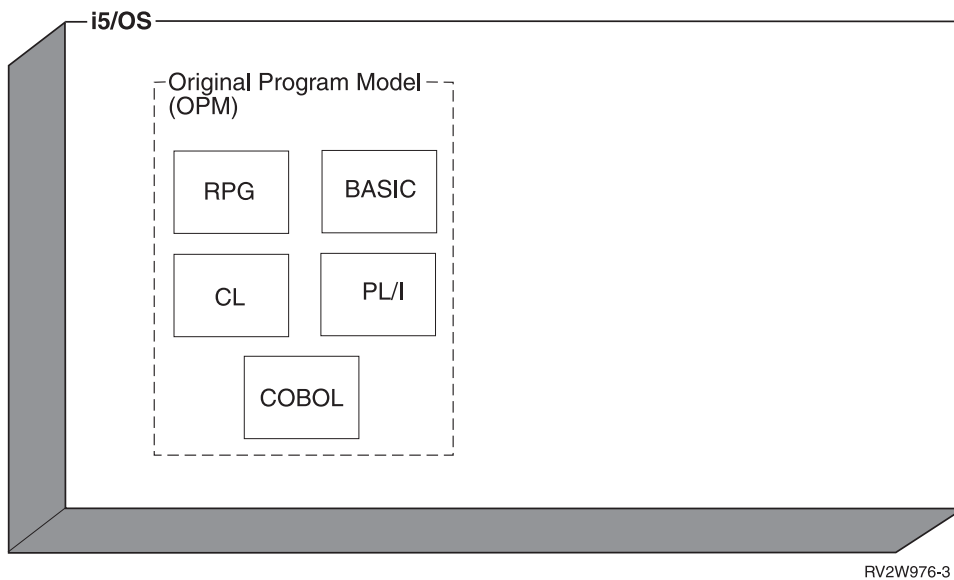 i5/OS
Original Program Model
(OPM)
RPG
BASIC
CL
PL/I
COBOL
RV2W976-3